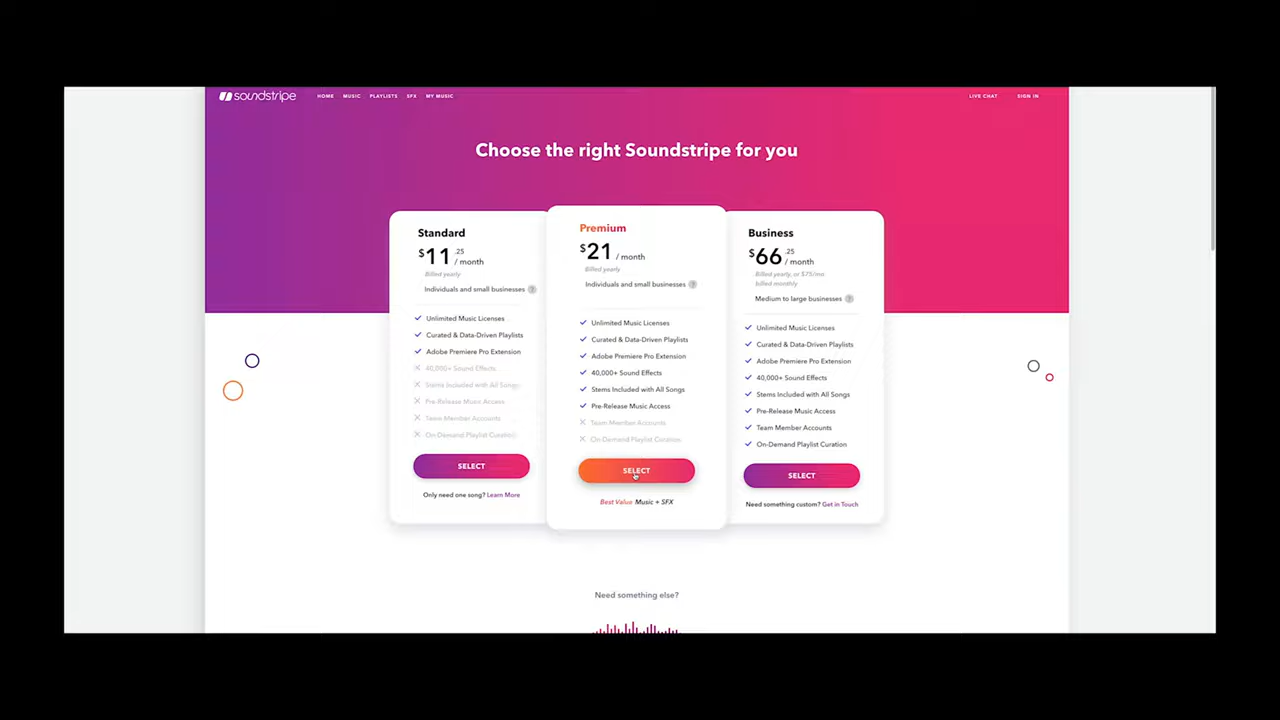 soundstripe HOME MUSIC PLAYLISTS SFX MY MUSIC LIVE CHAT SIGN IN
Choose the right Soundstripe for you
Standard
$11.25 / month
Billed yearly
Individuals and small businesses ?
Unlimited Music Licenses
Curated & Data-Driven Playlists
Adobe Premiere Pro Extension
40,000+ Sound Effects
Stems Included with All Songs
Pre-Release Music Access
Team Member Accounts
On-Demand Playlist Curation
SELECT
Only need one song? Learn More
Premium
$21 / month
Billed yearly
Individuals and small businesses ?
Unlimited Music Licenses
Curated & Data-Driven Playlists
Adobe Premiere Pro Extension
40,000+ Sound Effects
Stems Included with All Songs
Pre-Release Music Access
Team Member Accounts
On-Demand Playlist Curation
SELECT
Best Value Music + SFX
Business
$66.25 / month
Billed yearly, or $75/mo
billed monthly
Medium to large businesses ?
Unlimited Music Licenses
Curated & Data-Driven Playlists
Adobe Premiere Pro Extension
40,000+ Sound Effects
Stems Included with All Songs
Pre-Release Music Access
Team Member Accounts
On-Demand Playlist Curation
SELECT
Need something custom? Get in Touch
Need something else?